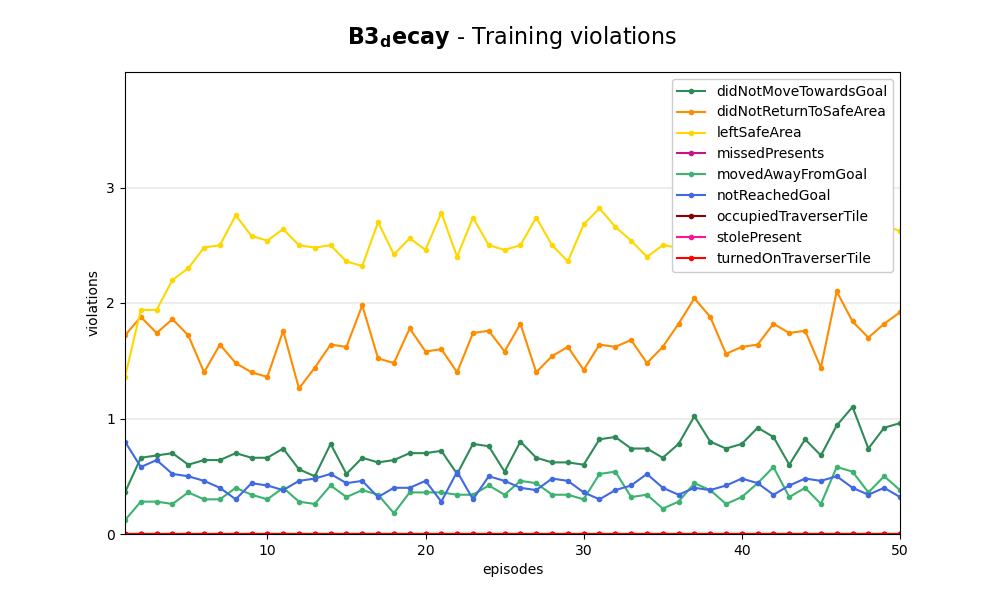 B3decay - Training violations
didNotMoveTowardsGoal
didNotReturnToSafeArea
leftSafeArea
missedPresents
movedAwayFromGoal
notReachedGoal
occupiedTraverserTile
stolePresent
turnedOnTraverserTile
violations
3
2
1
0
10
20
30
40
50
episodes